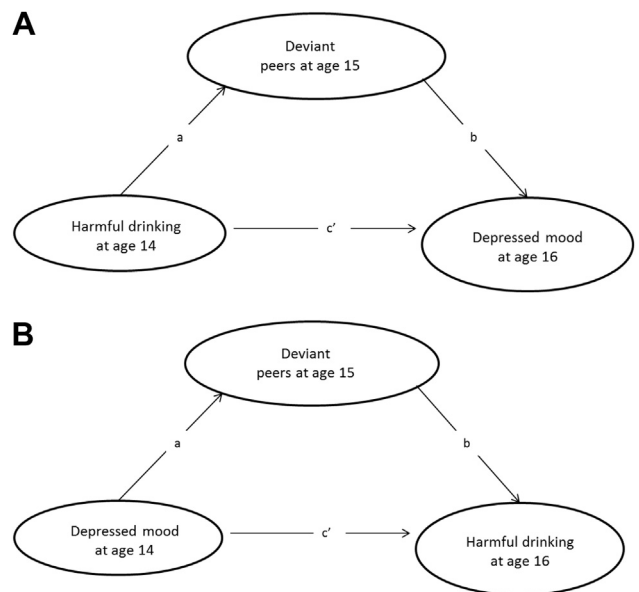 A
Deviant
peers at age 15
a
b
Harmful drinking
at age 14
c’
Depressed mood
at age 16
B
Deviant
peers at age 15
a
b
Depressed mood
at age 14
c’
Harmful drinking
at age 16